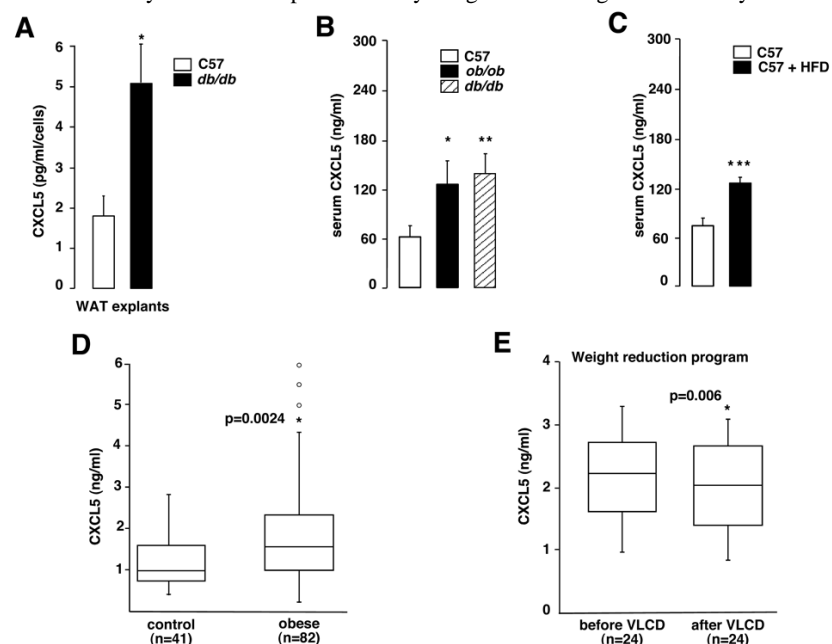 A
CXCL5 (pg/ml/cells)
6
5
4
3
2
1
0
*
C57
db/db
WAT explants
B
serum CXCL5 (ng/ml)
300
240
180
120
60
0
C57
ob/ob
db/db
*
**
C
serum CXCL5 (ng/ml)
300
240
180
120
60
0
C57
C57 + HFD
***
D
CXCL5 (ng/ml)
6
5
4
3
2
1
p=0.0024
*
control
(n=41)
obese
(n=82)
E
Weight reduction program
CXCL5 (ng/ml)
4
3
2
1
0
p=0.006
*
before VLCD
(n=24)
after VLCD
(n=24)